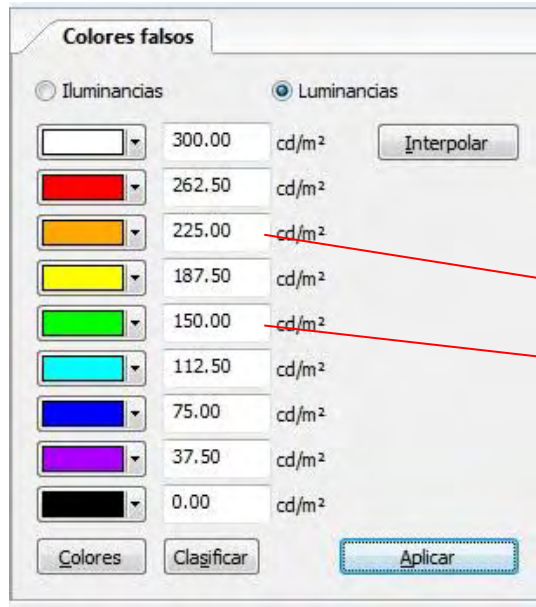 Colores falsos
Iluminancias Luminancias
300.00 cd/m² Interpolar
262.50 cd/m²
225.00 cd/m²
187.50 cd/m²
150.00 cd/m²
112.50 cd/m²
75.00 cd/m²
37.50 cd/m²
0.00 cd/m²
Colores Clasificar Aplicar